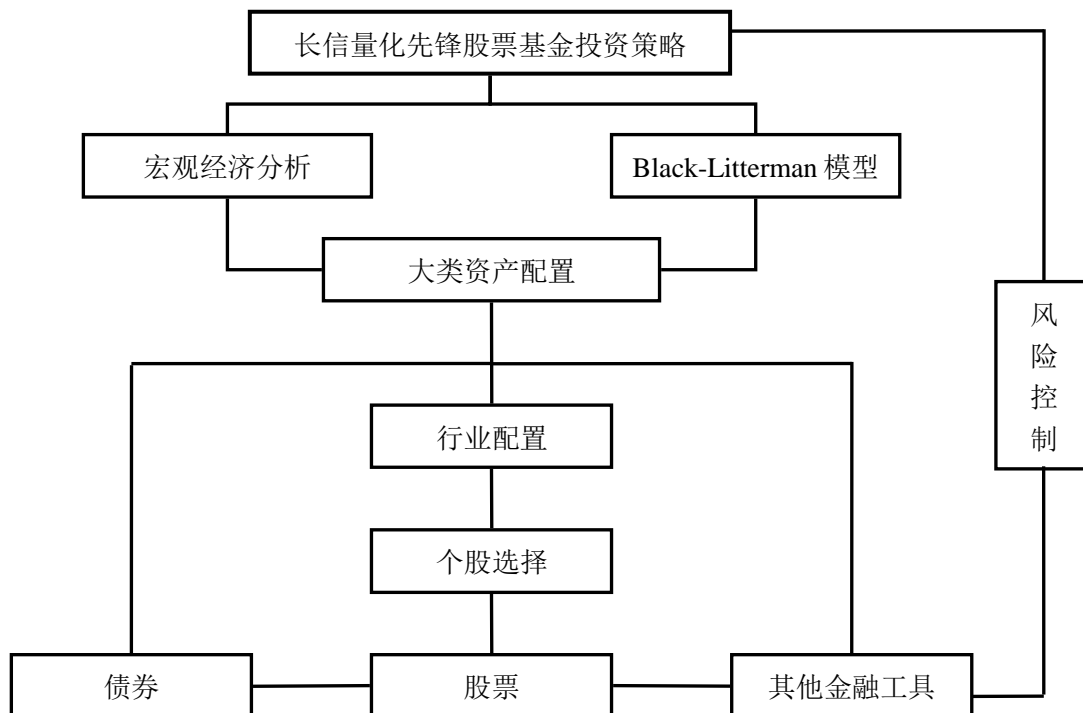 长信量化先锋股票基金投资策略
宏观经济分析
Black-Litterman 模型
大类资产配置
风
险
控
制
行业配置
个股选择
债券
股票
其他金融工具